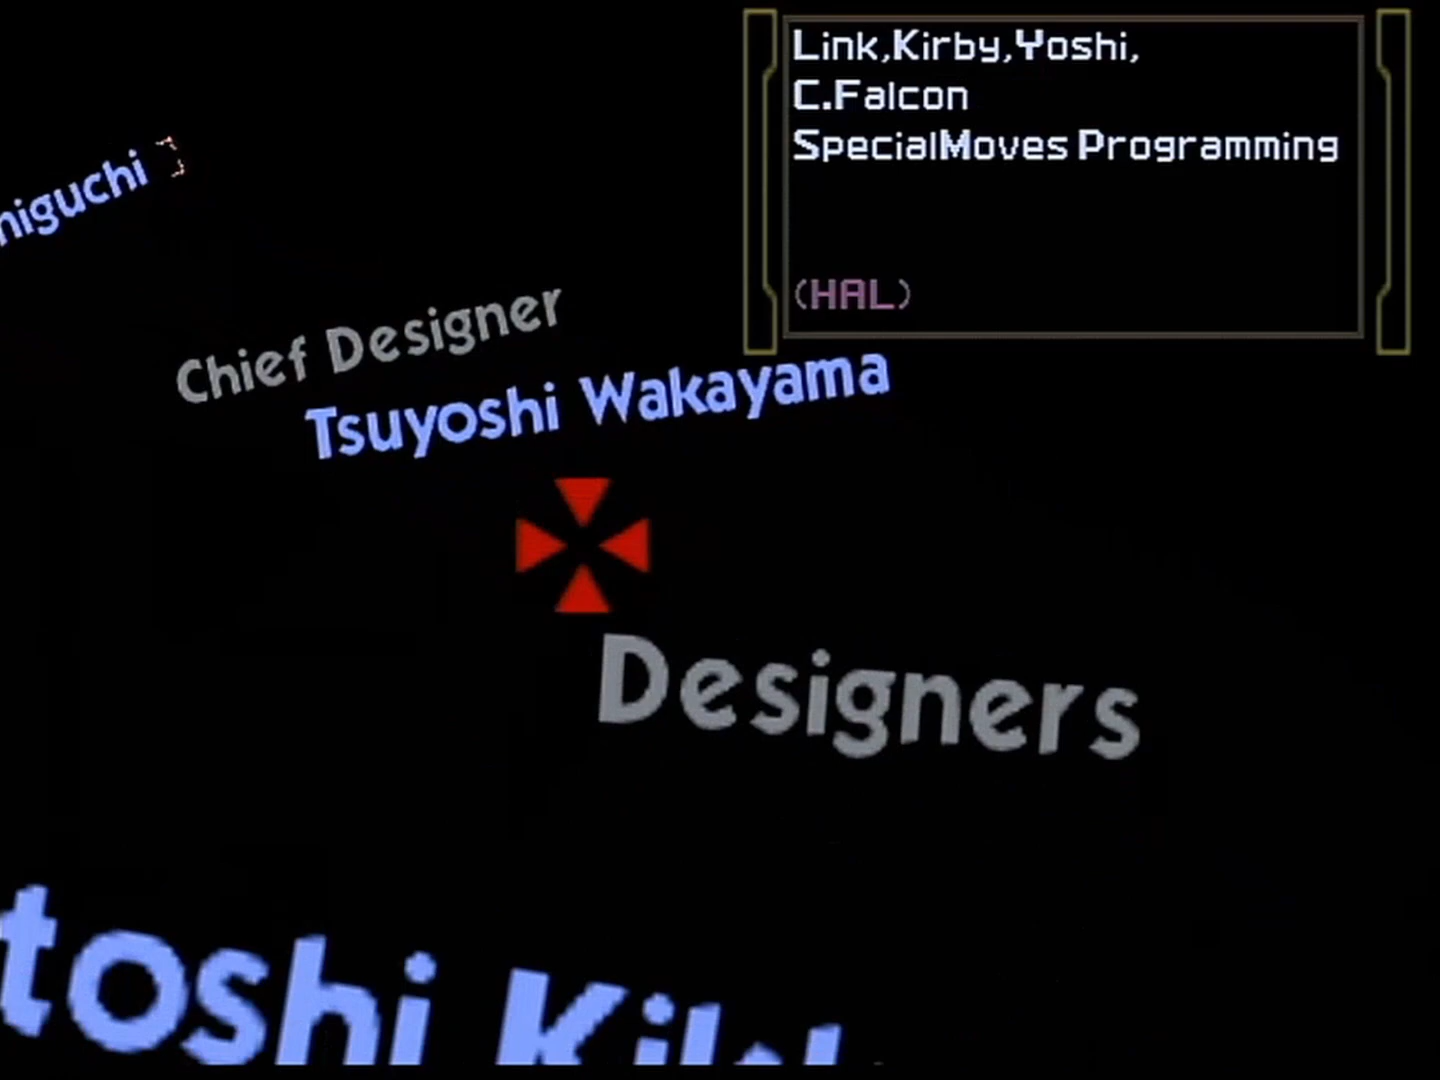 Link,Kirby,Yoshi,
C.Falcon
SpecialMoves Programming
(HAL)
niguchi
Chief Designer
Tsuyoshi Wakayama
Designers
toshi